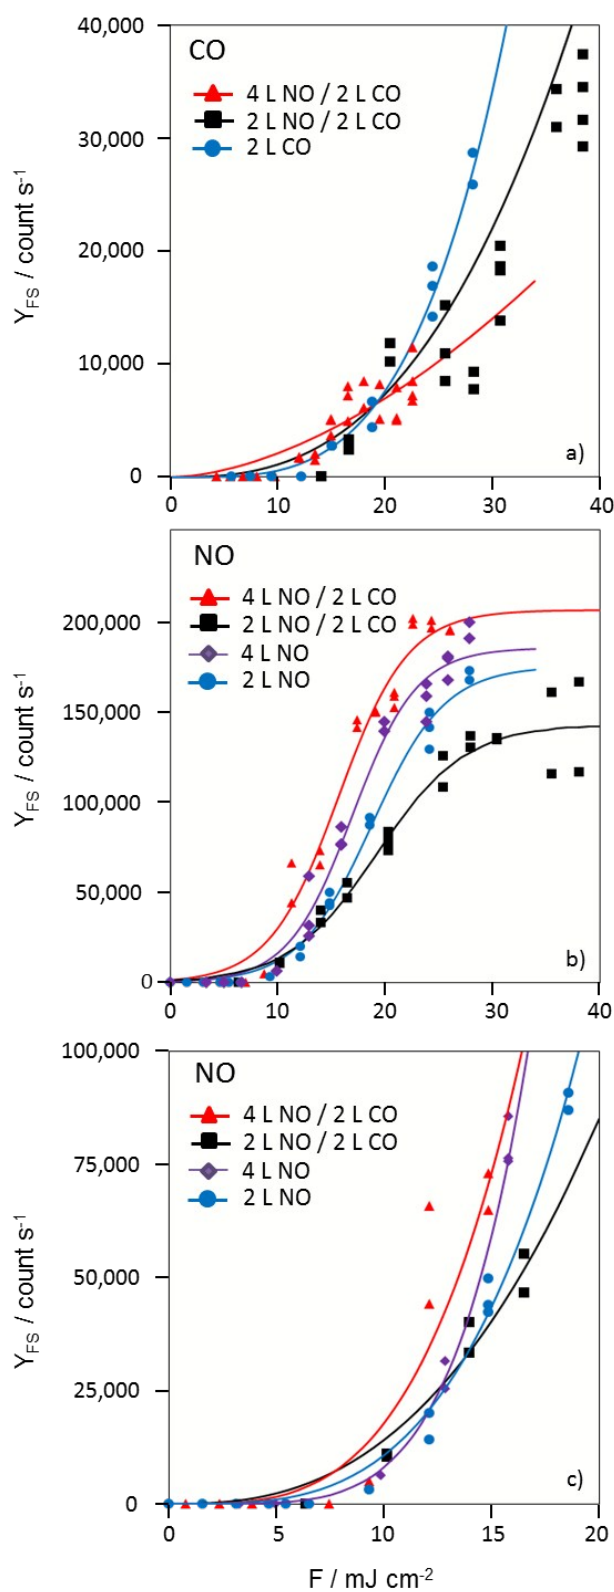 40,000
CO
4 L NO / 2 L CO
2 L NO / 2 L CO
2 L CO
30,000
20,000
10,000
0
Y_FS / count s⁻¹
a)
0 10 20 30 40
NO
4 L NO / 2 L CO
2 L NO / 2 L CO
4 L NO
2 L NO
200,000
150,000
100,000
50,000
0
Y_FS / count s⁻¹
b)
0 10 20 30 40
100,000
NO
4 L NO / 2 L CO
2 L NO / 2 L CO
4 L NO
2 L NO
75,000
50,000
25,000
0
Y_FS / count s⁻¹
c)
0 5 10 15 20
F / mJ cm⁻²